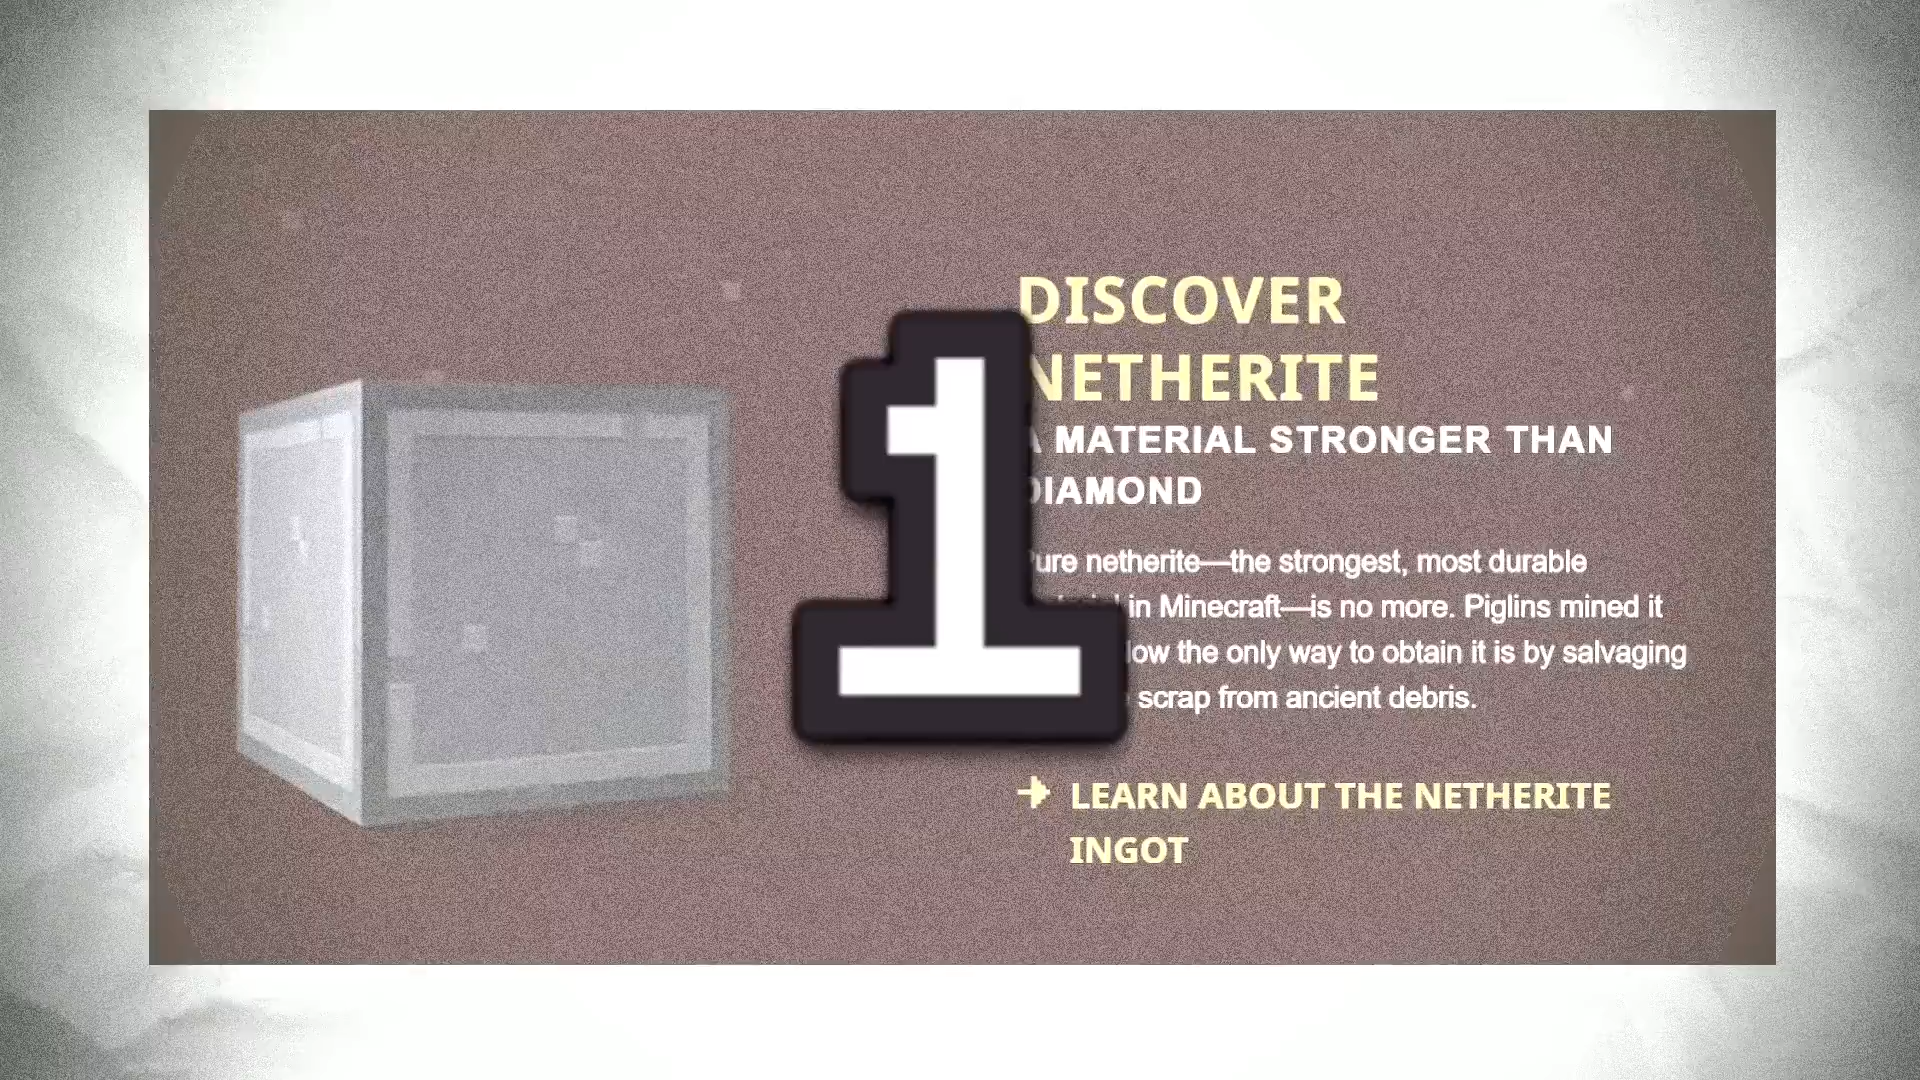 1
DISCOVER
NETHERITE
A MATERIAL STRONGER THAN
DIAMOND
Pure netherite—the strongest, most durable
in Minecraft—is no more. Piglins mined it
the only way to obtain it is by salvaging
scrap from ancient debris.
LEARN ABOUT THE NETHERITE
INGOT